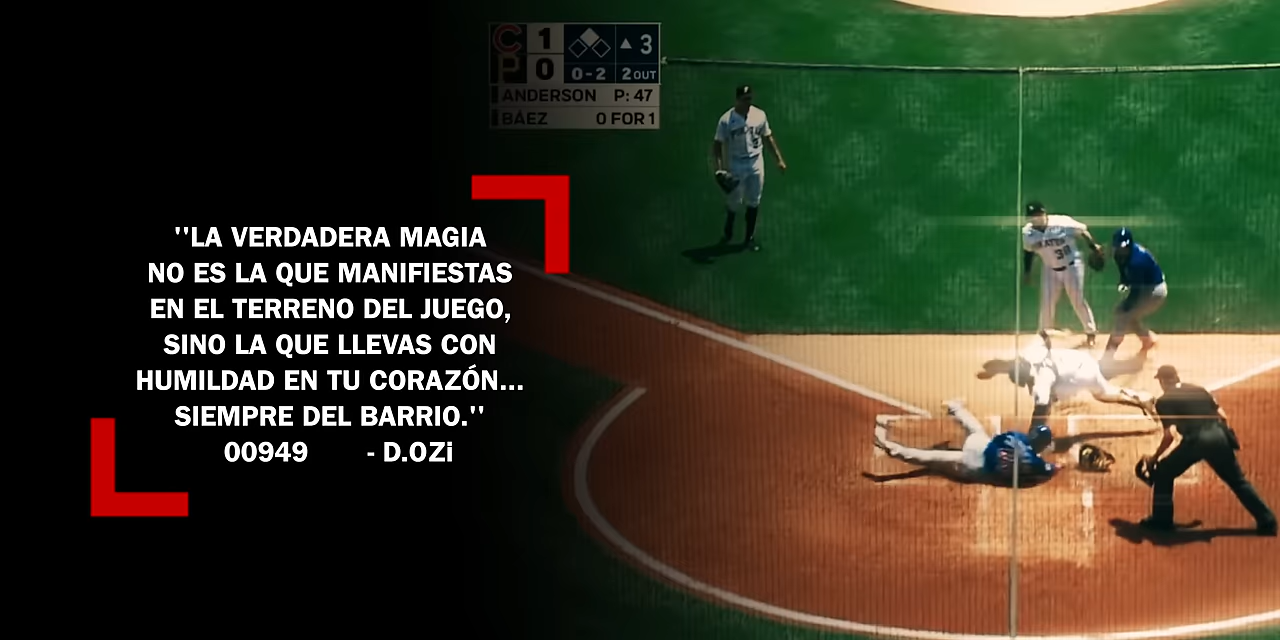 C 1
P 0
▲ 3
0-2 2 OUT
ANDERSON P: 47
BÁEZ 0 FOR 1
''LA VERDADERA MAGIA
NO ES LA QUE MANIFIESTAS
EN EL TERRENO DEL JUEGO,
SINO LA QUE LLEVAS CON
HUMILDAD EN TU CORAZÓN...
SIEMPRE DEL BARRIO.''
00949 - D.OZi